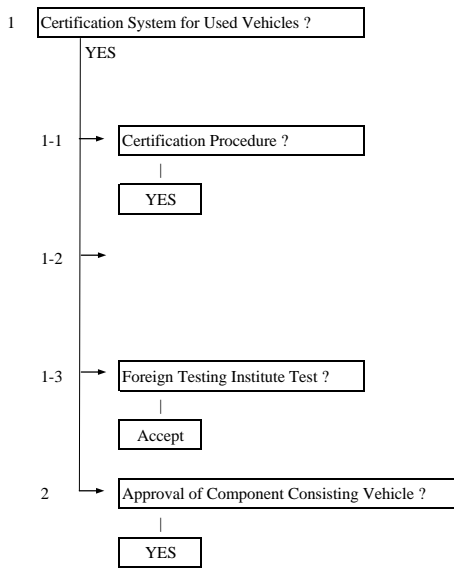 1 Certification System for Used Vehicles ?
YES
1-1 Certification Procedure ?
YES
1-2
1-3 Foreign Testing Institute Test ?
Accept
2 Approval of Component Consisting Vehicle ?
YES